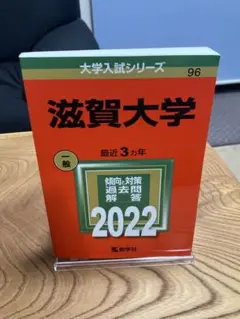 大学入試シリーズ
96
滋賀大学
一般
最近3カ年
傾向と対策
過去問
解答
2022
教学社